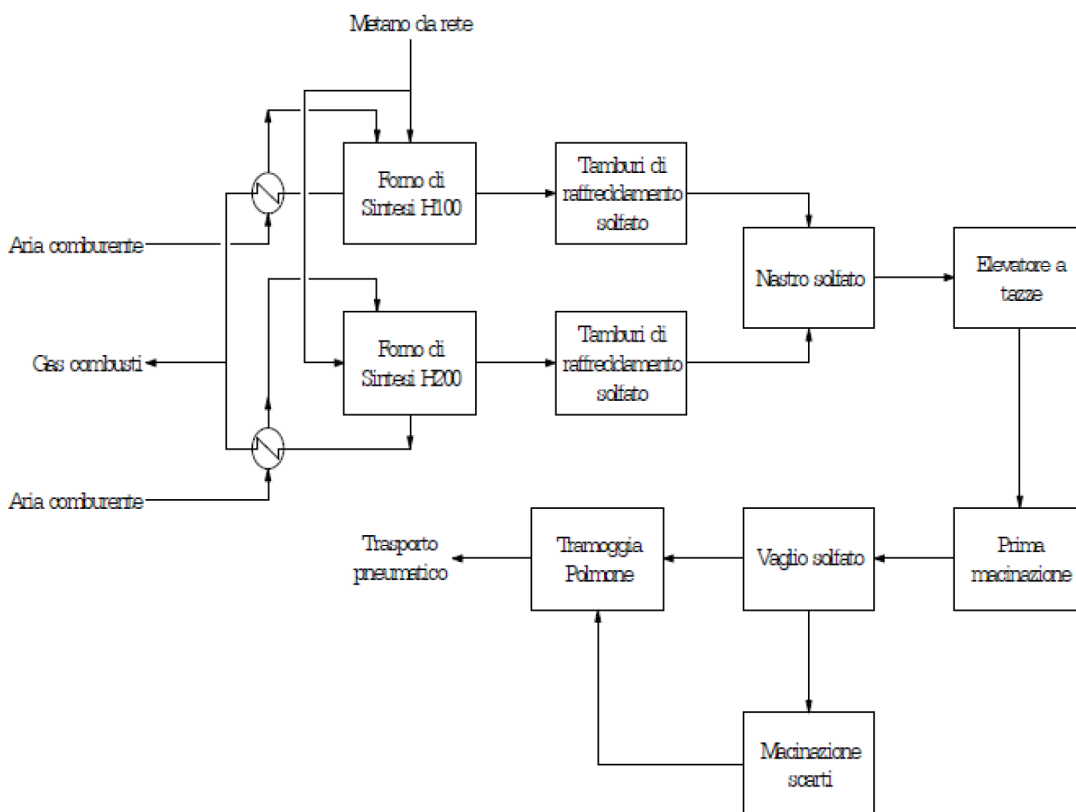 Metano da rete
Forno di
Sintesi H100
Tamburi di
raffreddamento
solfato
Aria comburente
Nastro solfato
Elevatore a
tazze
Gas combusti
Forno di
Sintesi H200
Tamburi di
raffreddamento
solfato
Aria comburente
Trasporto
pneumatico
Tramoggia
Polmone
Vaglio solfato
Prima
macinazione
Macinazione
scarti